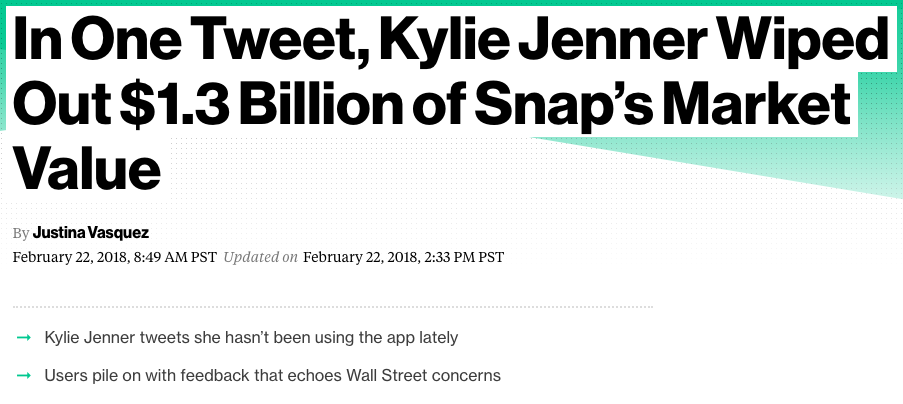 In One Tweet, Kylie Jenner Wiped
Out $1.3 Billion of Snap’s Market
Value
By Justina Vasquez
February 22, 2018, 8:49 AM PST Updated on February 22, 2018, 2:33 PM PST
→ Kylie Jenner tweets she hasn’t been using the app lately
→ Users pile on with feedback that echoes Wall Street concerns